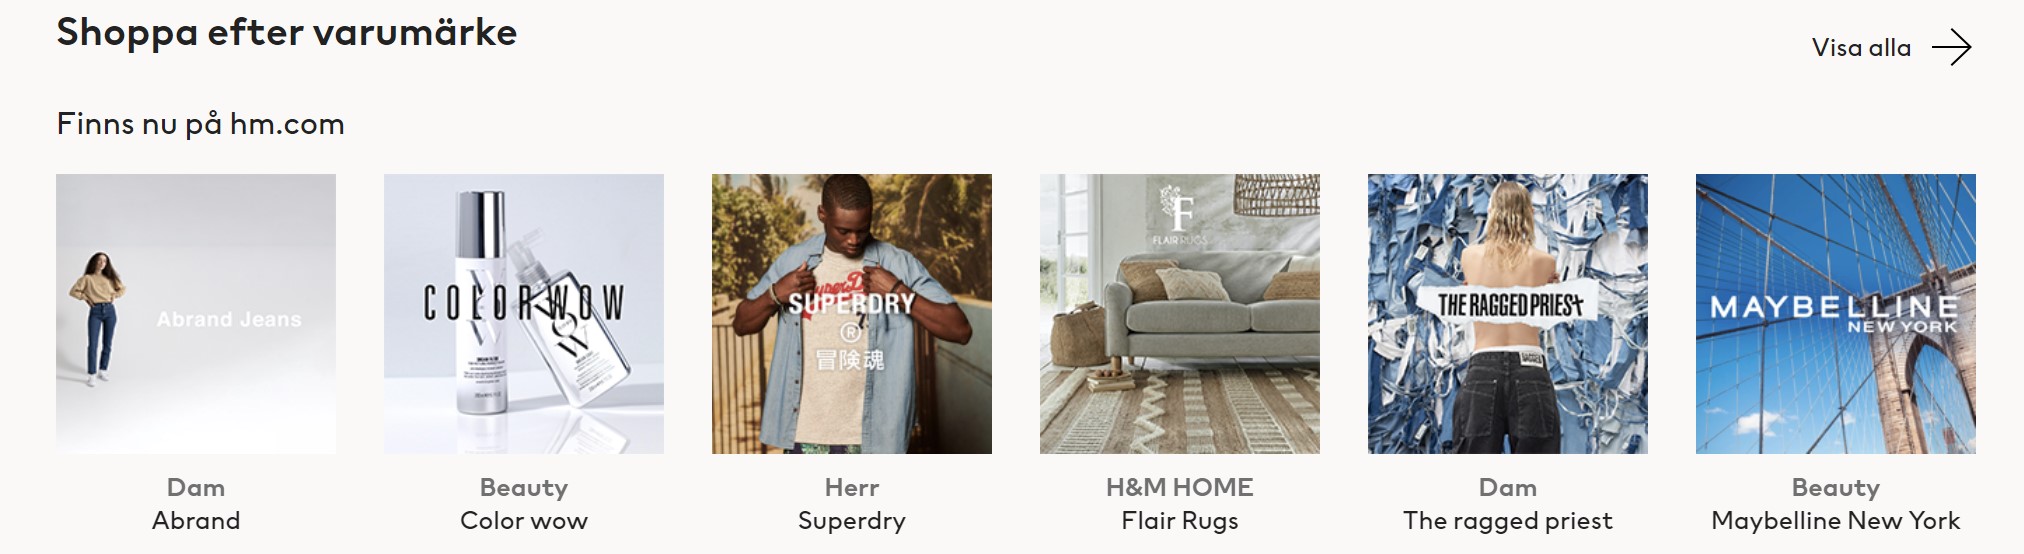 Shoppa efter varumärke
Visa alla
Finns nu på hm.com
Abrand Jeans
COLOR WOW
SUPERDRY
®
冒険魂
F
FLAIR RUGS
THE RAGGED PRIEST
MAYBELLINE
NEW YORK
Dam
Abrand
Beauty
Color wow
Herr
Superdry
H&M HOME
Flair Rugs
Dam
The ragged priest
Beauty
Maybelline New York